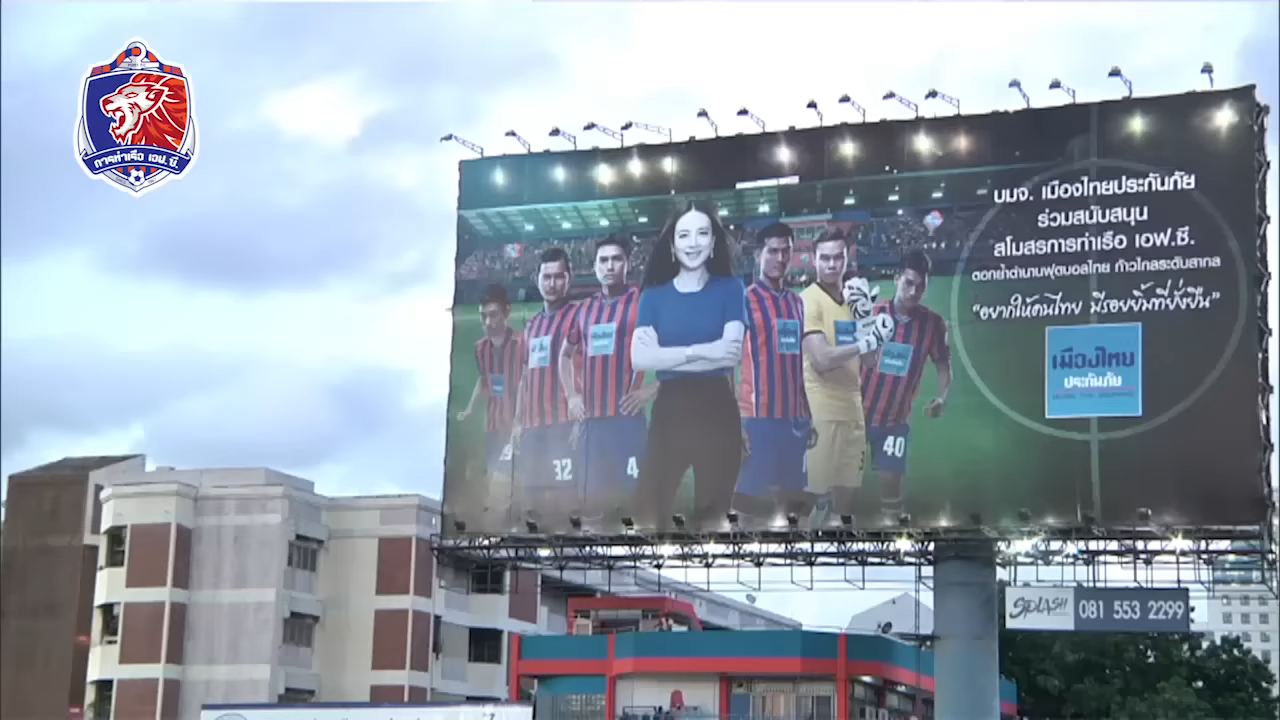 การท่าเรือ เอฟ.ซี
บมจ. เมืองไทยประกันภัย
ร่วมสนับสนุน
สโมสรการท่าเรือ เอฟ.ซี.
ตอกย้ำตำนานฟุตบอลไทย ก้าวไกลระดับสากล
“อยากให้คนไทย มีรอยยิ้มที่ยั่งยืน”
เมืองไทย
ประกันภัย
32
4
40
SPLASH 081 553 2299